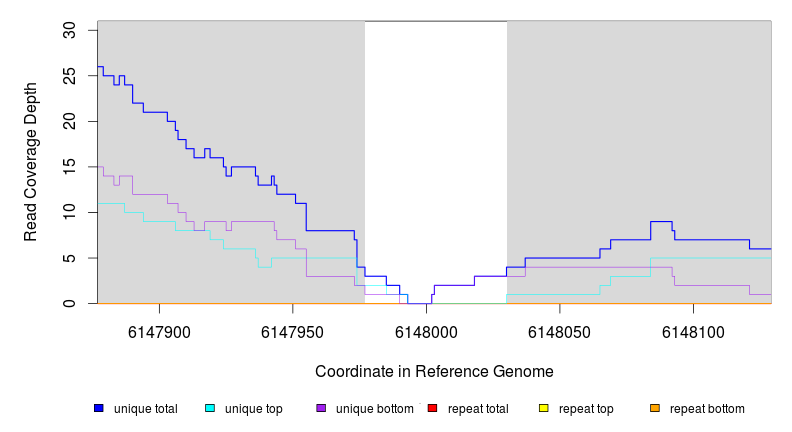 30
25
20
15
10
5
0
Read Coverage Depth
6147900 6147950 6148000 6148050 6148100
Coordinate in Reference Genome
unique total unique top unique bottom repeat total repeat top repeat bottom